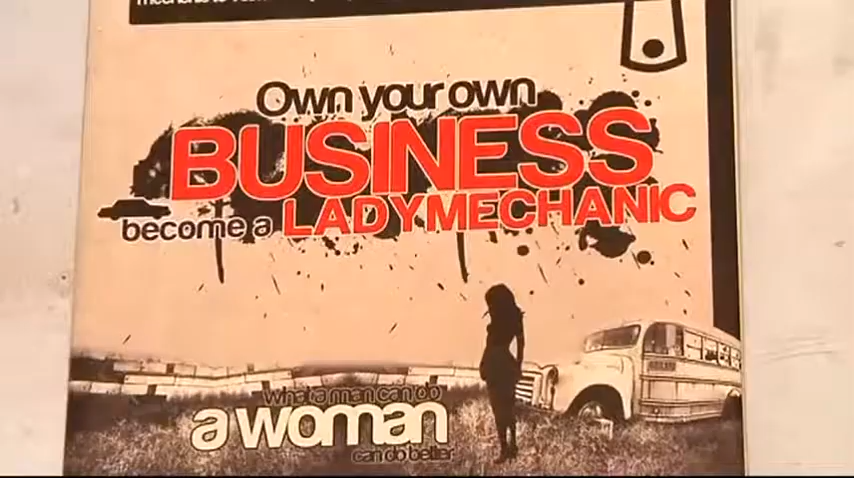 Own your own
BUSINESS
become a LADYMECHANIC
what a man can do
a woman
can do better